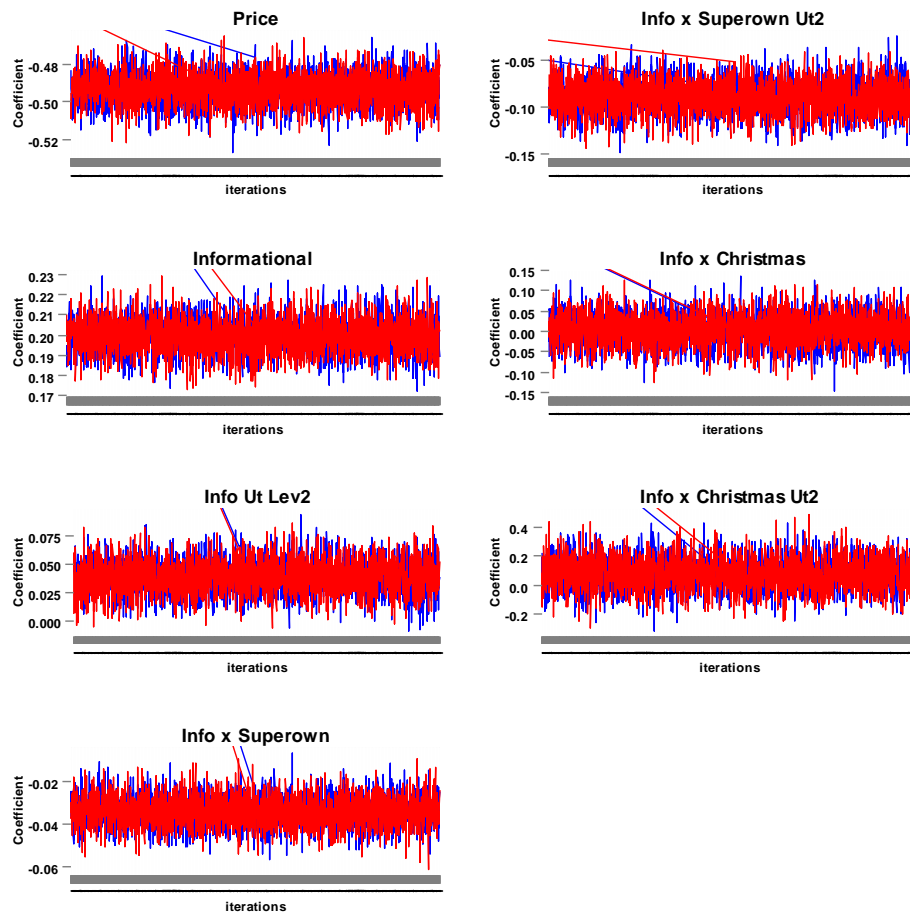 Price
Coefficient
-0.48
-0.50
-0.52
iterations
Info x Superown Ut2
Coefficient
-0.05
-0.10
-0.15
iterations
Informational
Coefficient
0.23
0.22
0.21
0.20
0.19
0.18
0.17
iterations
Info x Christmas
Coefficient
0.15
0.10
0.05
0.00
-0.05
-0.10
-0.15
iterations
Info Ut Lev2
Coefficient
0.075
0.050
0.025
0.000
iterations
Info x Christmas Ut2
Coefficient
0.4
0.2
0.0
-0.2
iterations
Info x Superown
Coefficient
-0.02
-0.04
-0.06
iterations